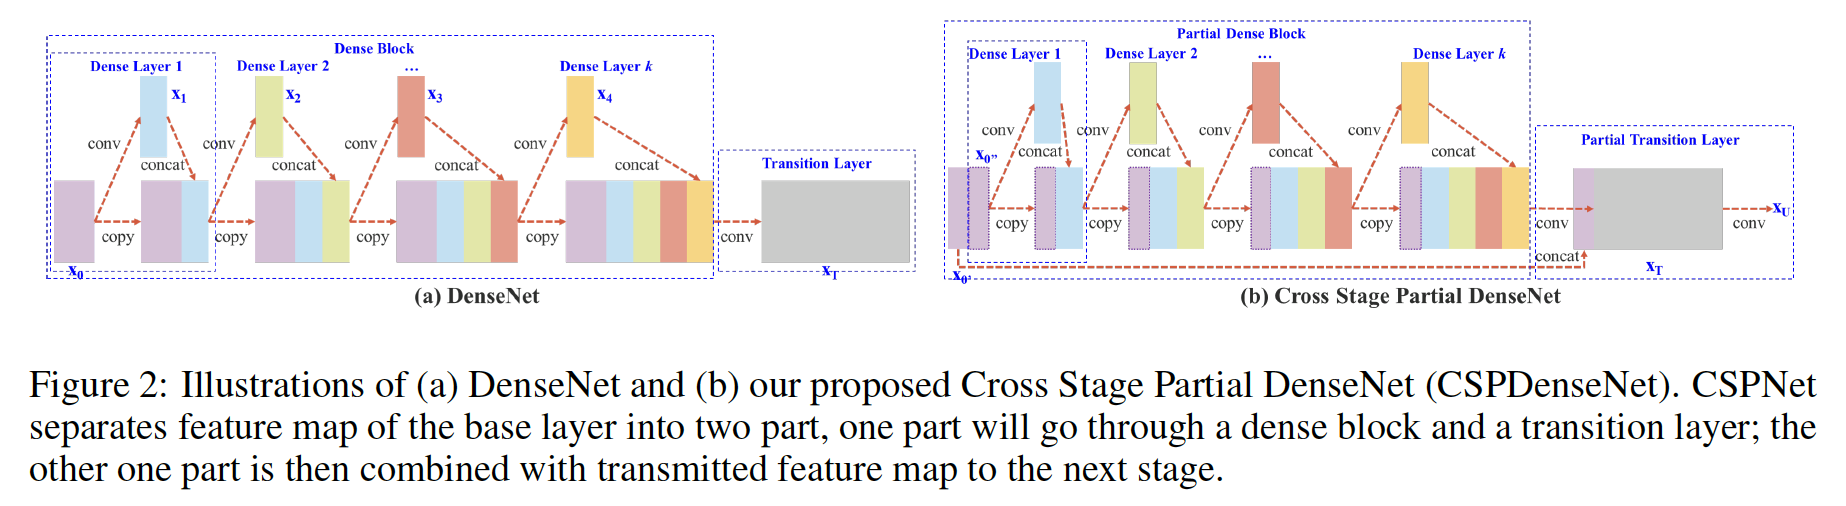 Dense Block
Dense Layer 1 Dense Layer 2 ... Dense Layer k
x1 x2 x3 x4
conv conv conv conv
concat concat concat concat
Transition Layer
copy copy copy copy conv
x0 xT
(a) DenseNet
Partial Dense Block
Dense Layer 1 Dense Layer 2 ... Dense Layer k
conv conv conv conv
Partial Transition Layer
x0'' concat concat concat concat
copy copy copy copy conv conv xU
concat
x0' xT
(b) Cross Stage Partial DenseNet
Figure 2: Illustrations of (a) DenseNet and (b) our proposed Cross Stage Partial DenseNet (CSPDenseNet). CSPNet
separates feature map of the base layer into two part, one part will go through a dense block and a transition layer; the
other one part is then combined with transmitted feature map to the next stage.